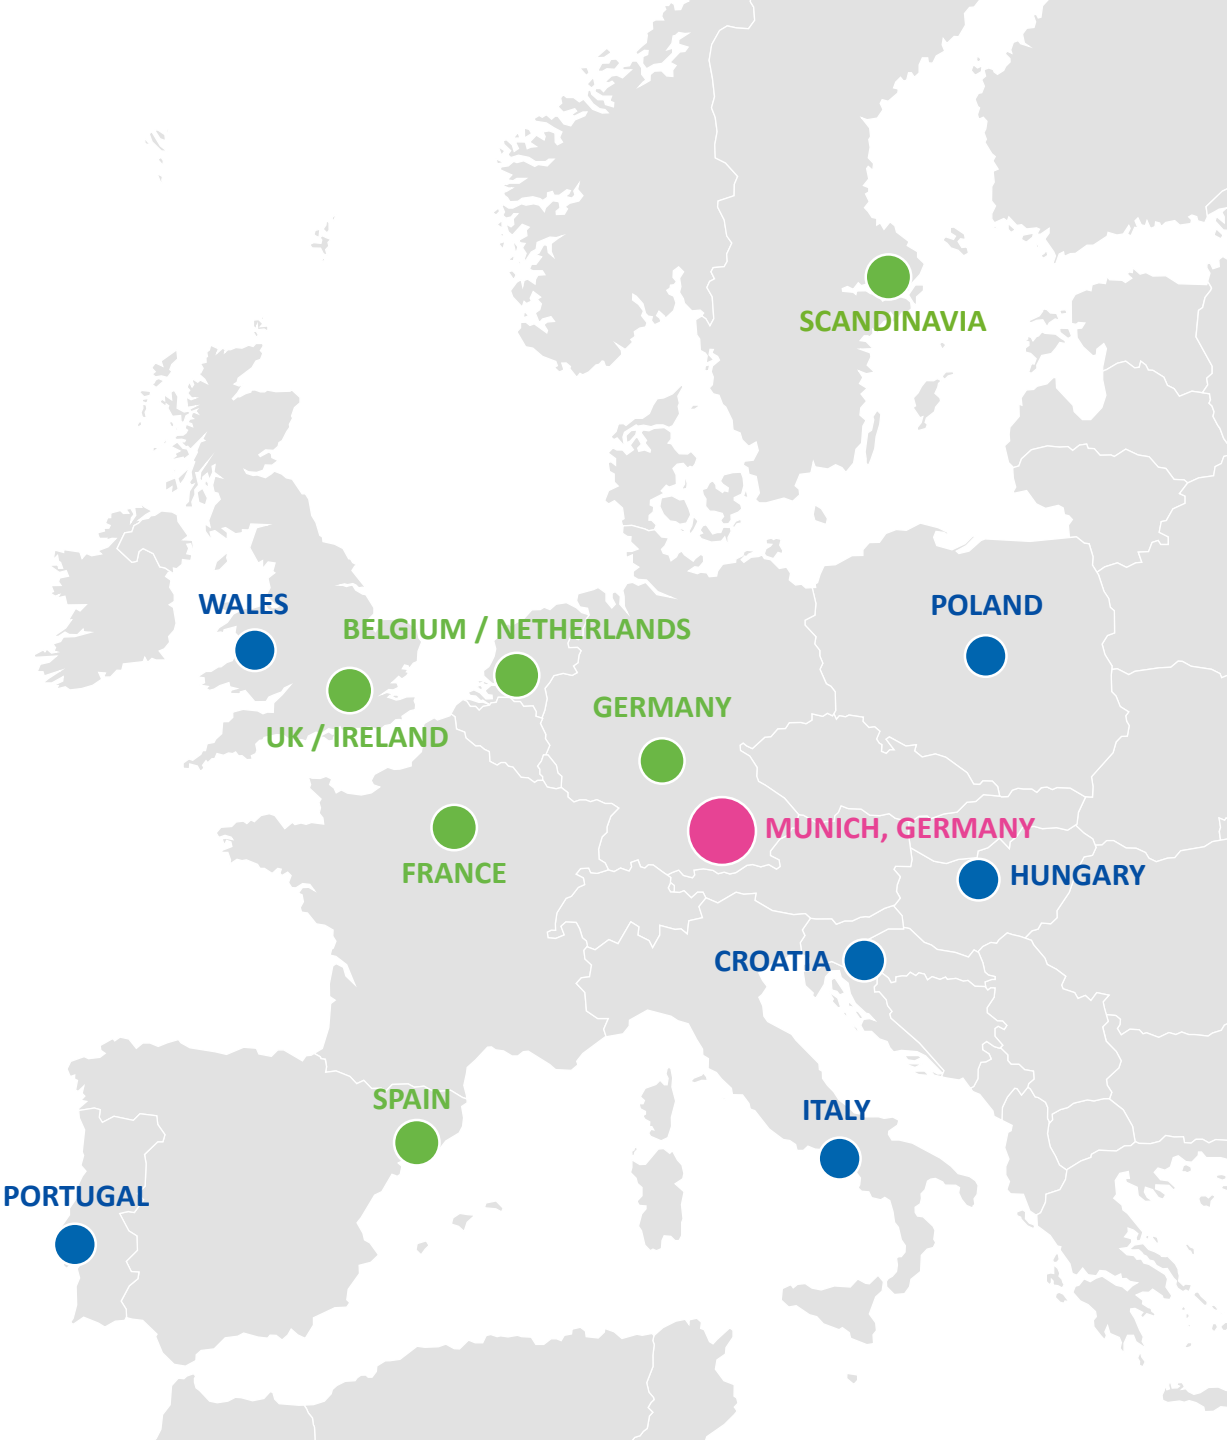 SCANDINAVIA
WALES
POLAND
BELGIUM / NETHERLANDS
GERMANY
UK / IRELAND
MUNICH, GERMANY
FRANCE
HUNGARY
CROATIA
SPAIN
ITALY
PORTUGAL